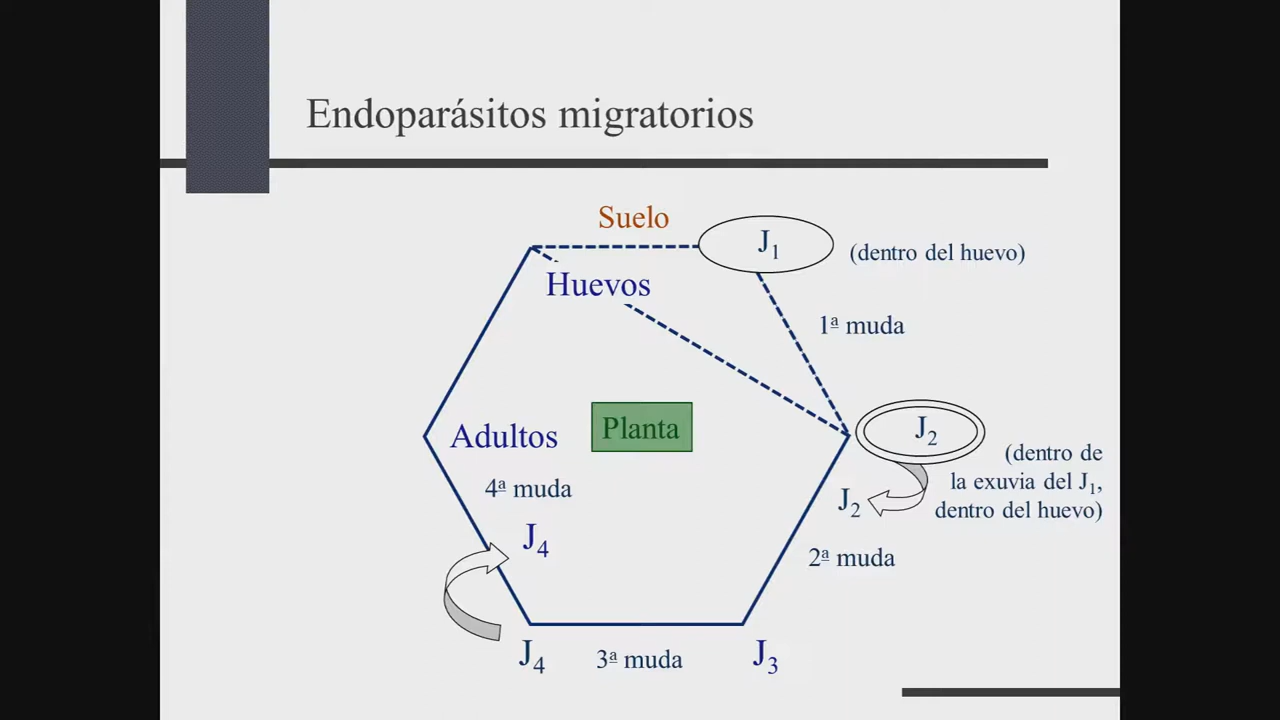 Endoparásitos migratorios
Suelo
J₁
(dentro del huevo)
Huevos
1ª muda
Planta
J₂
Adultos
(dentro de
la exuvia del J₁,
dentro del huevo)
J₂
4ª muda
J₄
2ª muda
J₄
3ª muda
J₃